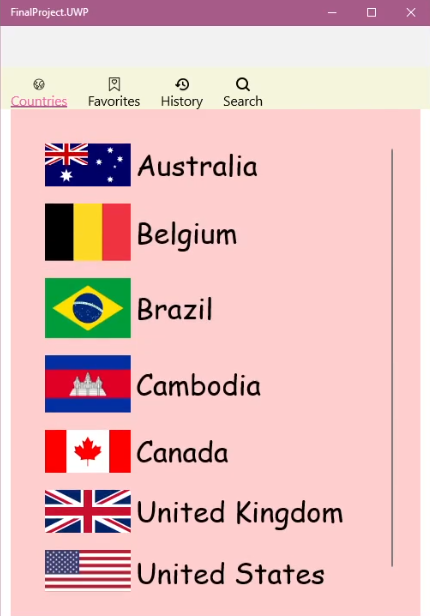 FinalProject.UWP
Countries Favorites History Search
Australia
Belgium
Brazil
Cambodia
Canada
United Kingdom
United States